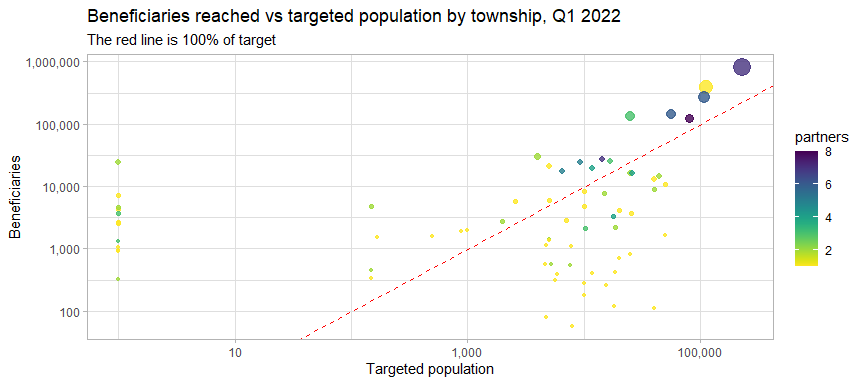 Beneficiaries reached vs targeted population by township, Q1 2022
The red line is 100% of target
1,000,000
100,000
10,000
1,000
100
Beneficiaries
10
1,000
100,000
Targeted population
partners
8
6
4
2